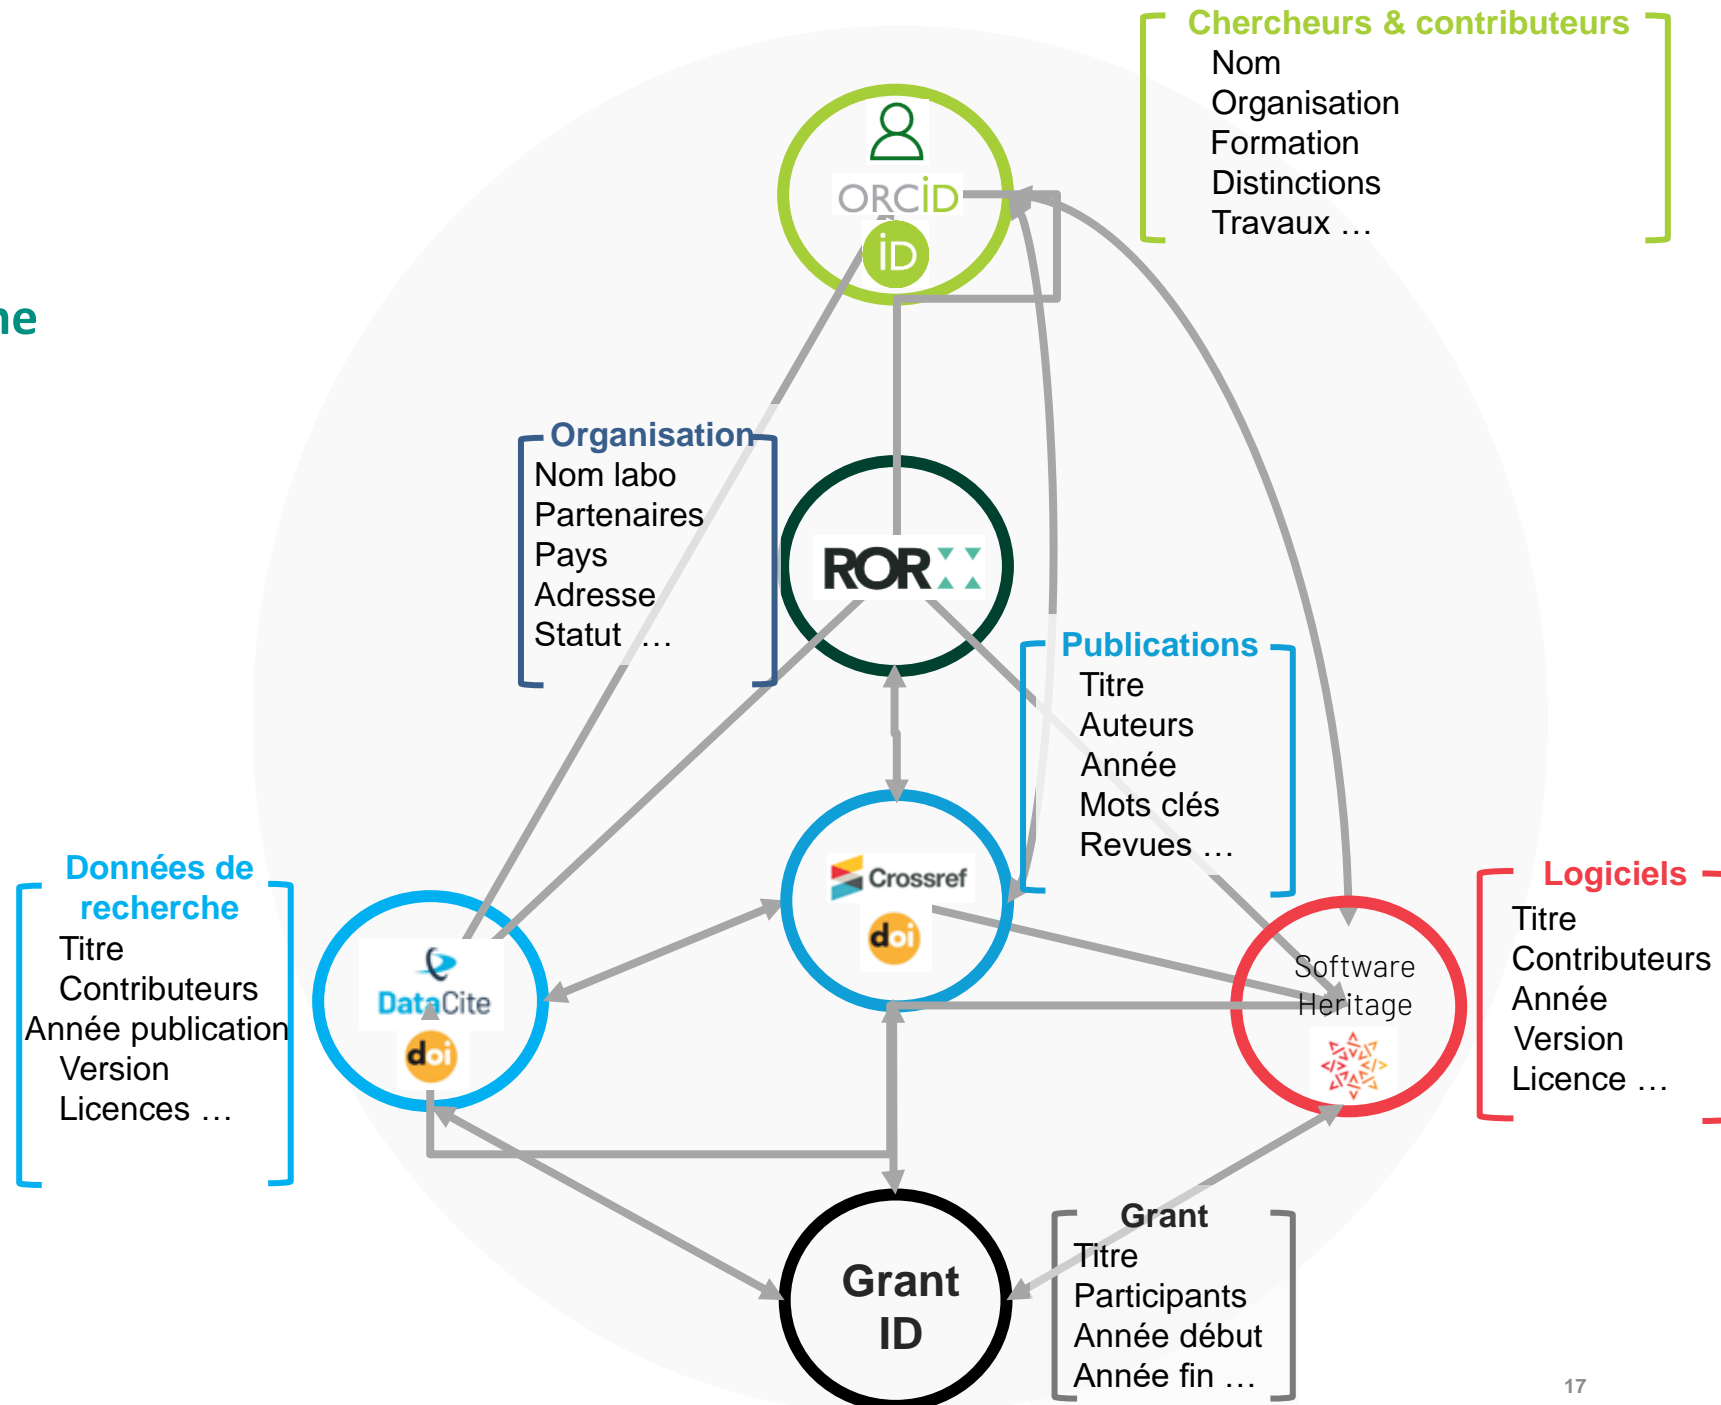 Chercheurs & contributeurs
Nom
Organisation
Formation
Distinctions
Travaux …
ORCID
iD
ne
Organisation
Nom labo
Partenaires
Pays
Adresse
Statut …
ROR
Publications
Titre
Auteurs
Année
Mots clés
Revues …
Crossref
doi
Données de
recherche
Titre
Contributeurs
Année publication
Version
Licences …
DataCite
doi
Software
Heritage
Logiciels
Titre
Contributeurs
Année
Version
Licence …
Grant
ID
Grant
Titre
Participants
Année début
Année fin …
17